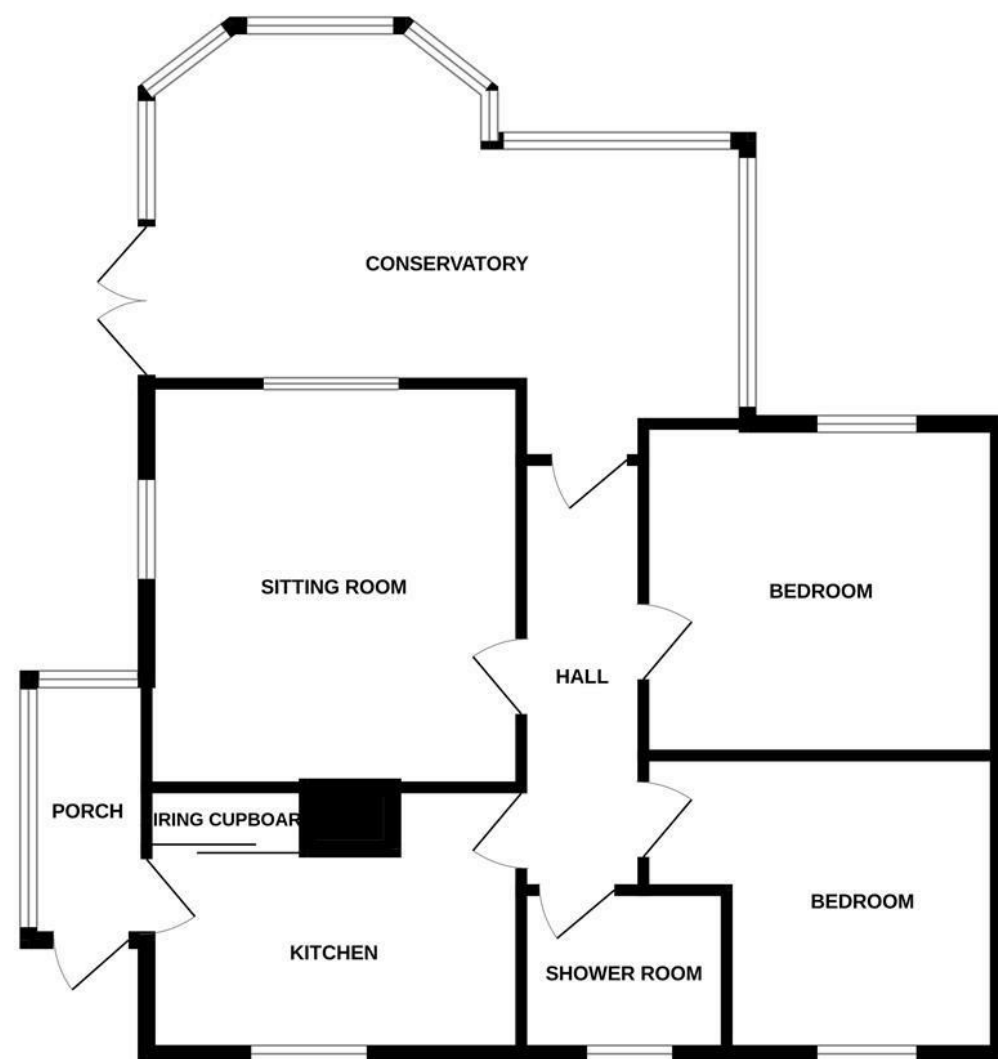 CONSERVATORY
SITTING ROOM
BEDROOM
HALL
PORCH
IRING CUPBOAR
BEDROOM
KITCHEN
SHOWER ROOM